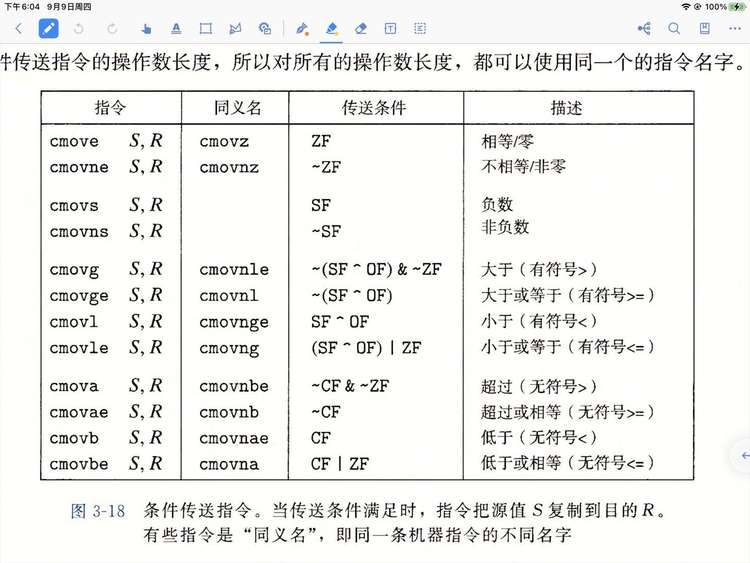 下午6:04 9月9日周四 100%
件传送指令的操作数长度，所以对所有的操作数长度，都可以使用同一个的指令名字。
指令 同义名 传送条件 描述
cmove S, R cmovz ZF 相等/零
cmovne S, R cmovnz ~ZF 不相等/非零
cmovs S, R SF 负数
cmovns S, R ~SF 非负数
cmovg S, R cmovnle ~(SF ^ OF) & ~ZF 大于（有符号>）
cmovge S, R cmovnl ~(SF ^ OF) 大于或等于（有符号>=）
cmovl S, R cmovnge SF ^ OF 小于（有符号<）
cmovle S, R cmovng (SF ^ OF) | ZF 小于或等于（有符号<=）
cmova S, R cmovnbe ~CF & ~ZF 超过（无符号>）
cmovae S, R cmovnb ~CF 超过或相等（无符号>=）
cmovb S, R cmovnae CF 低于（无符号<）
cmovbe S, R cmovna CF | ZF 低于或相等（无符号<=）
图 3-18 条件传送指令。当传送条件满足时，指令把源值 S 复制到目的 R。
有些指令是“同义名”，即同一条机器指令的不同名字